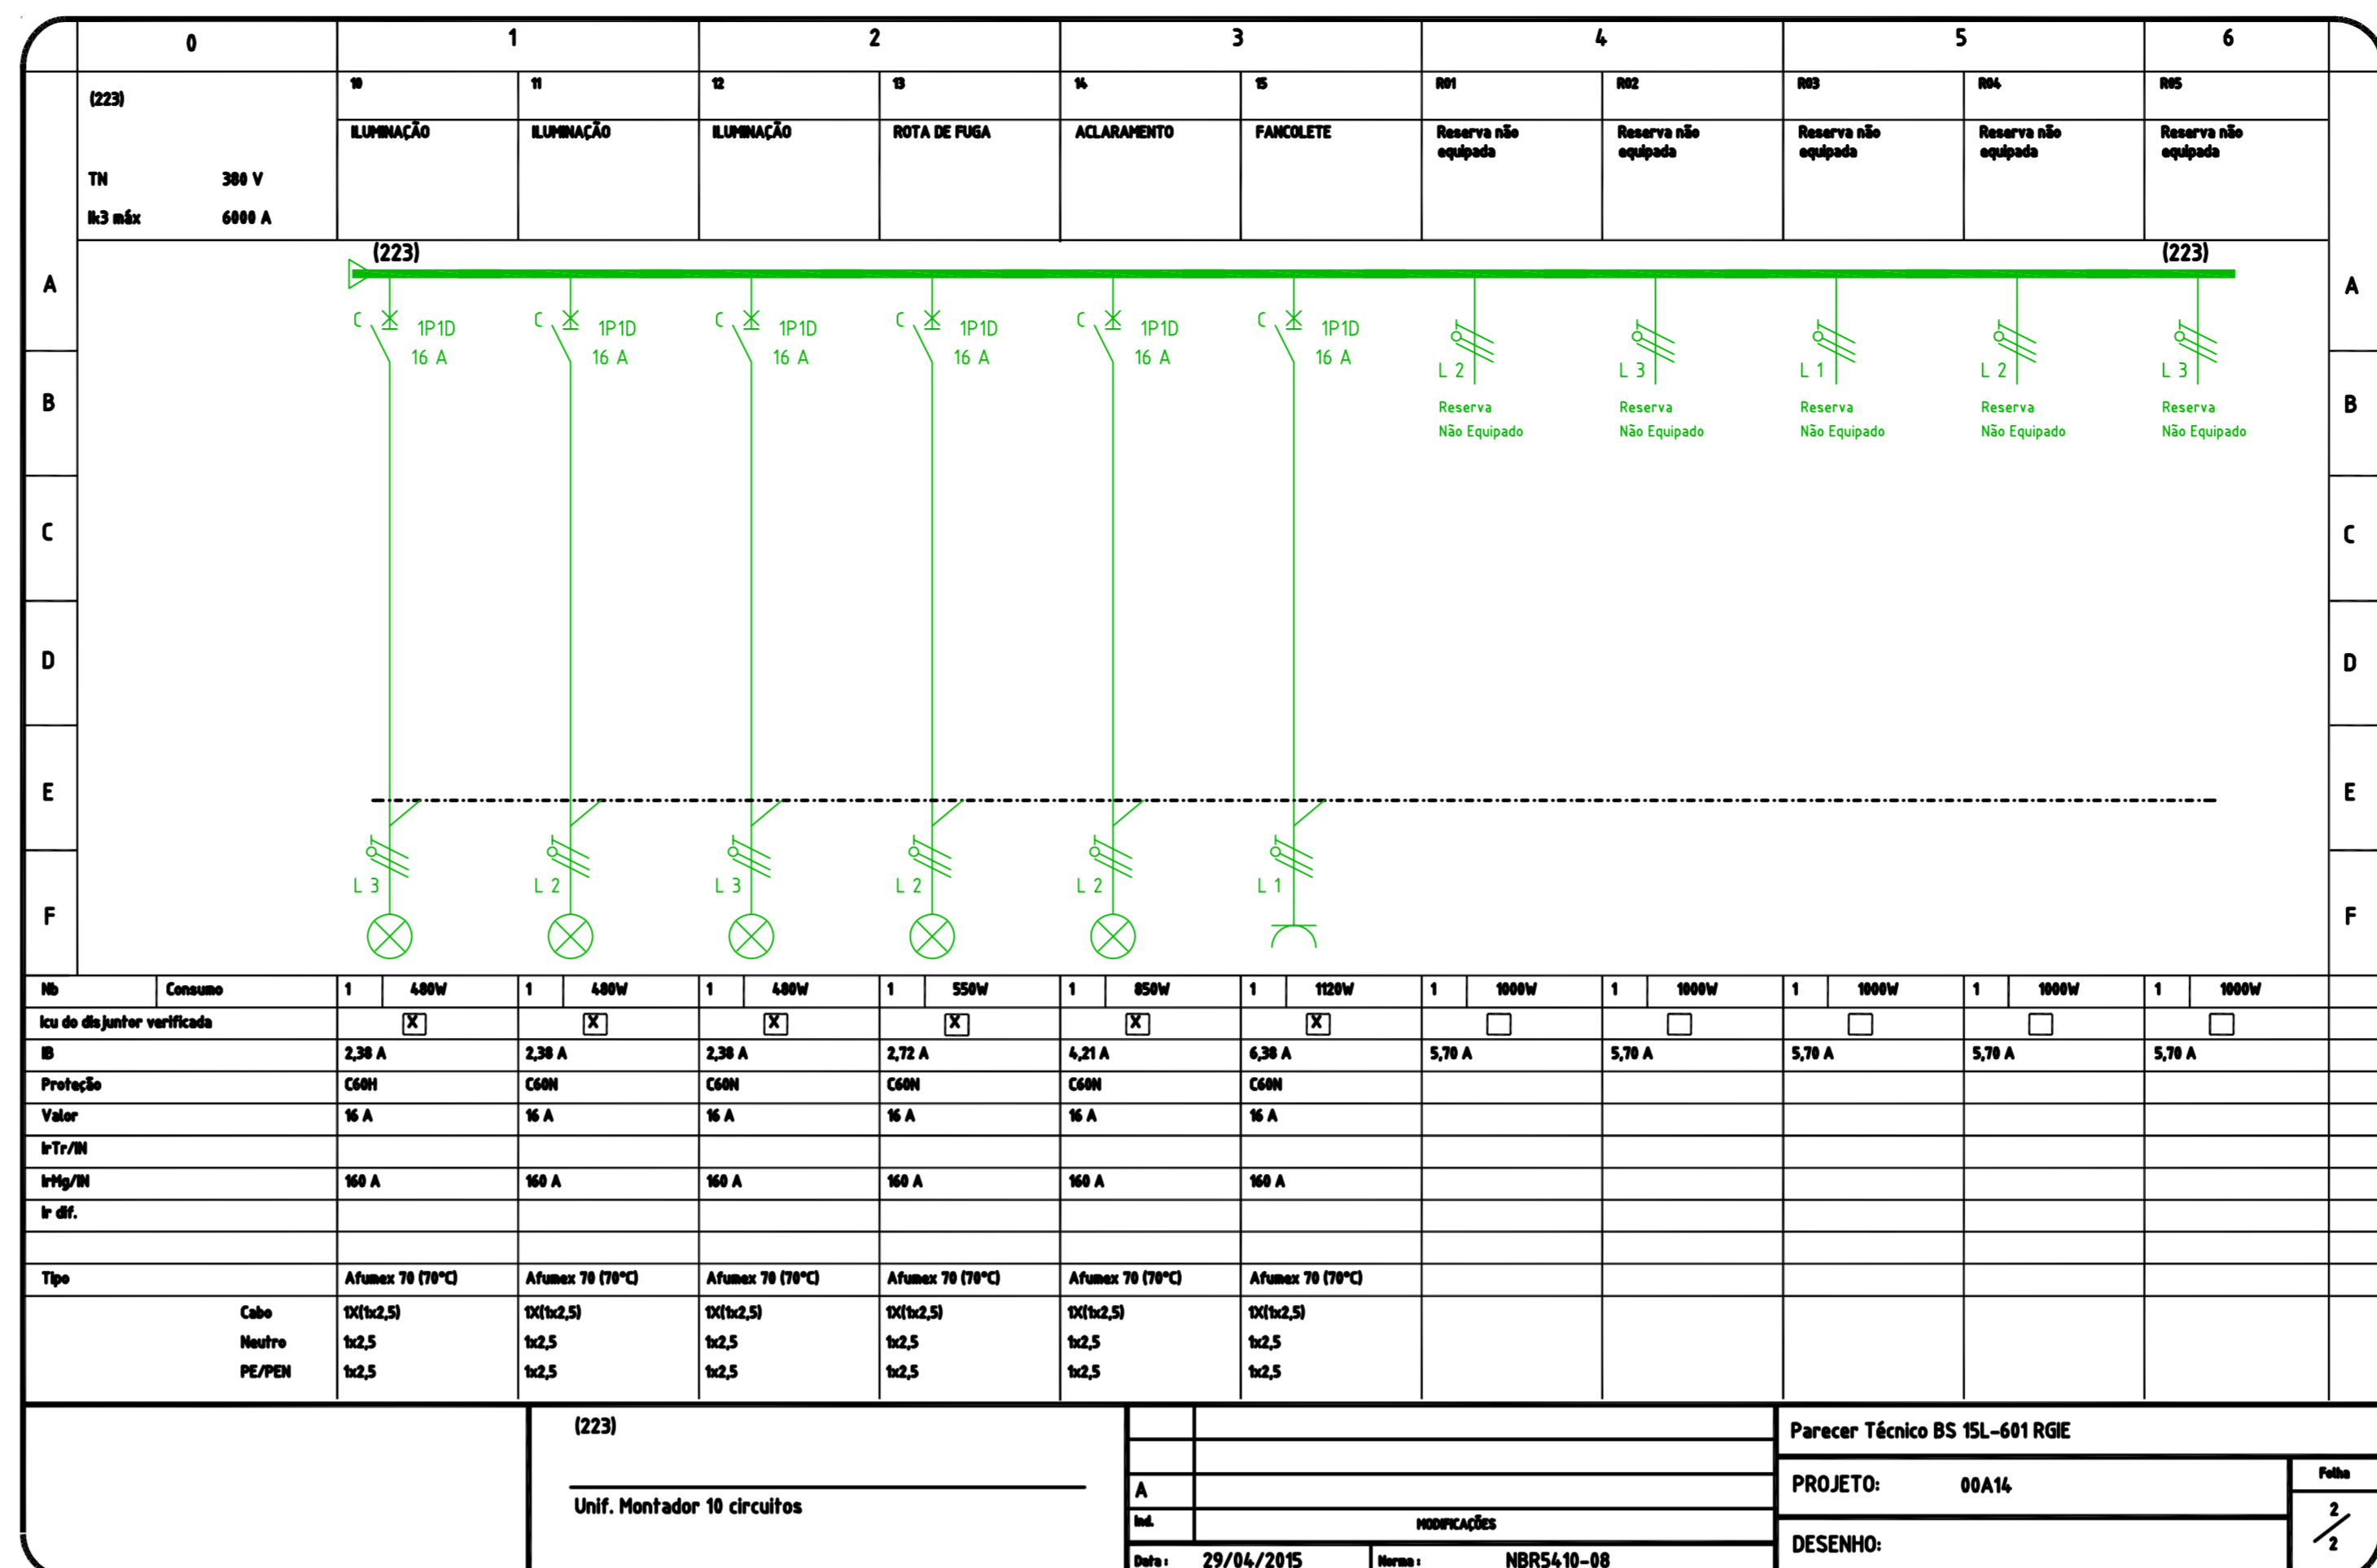 0 1 2 3 4 5 6
(223) 10 11 12 13 14 15 R01 R02 R03 R04 R05
ILUMINAÇÃO ILUMINAÇÃO ILUMINAÇÃO ROTA DE FUGA ACLARAMENTO FANCOLETE Reserva não Reserva não Reserva não Reserva não Reserva não
equipada equipada equipada equipada equipada
TN 380 V
Ik3 máx 6000 A
(223) (223)
A A
C 1P1D C 1P1D C 1P1D C 1P1D C 1P1D C 1P1D
16 A 16 A 16 A 16 A 16 A 16 A
L 2 L 3 L 1 L 2 L 3
B Reserva Reserva Reserva Reserva Reserva B
Não Equipado Não Equipado Não Equipado Não Equipado Não Equipado
C C
D D
E E
L 3 L 2 L 3 L 2 L 2 L 1
F F
Nb Consumo 1 480W 1 480W 1 480W 1 550W 1 850W 1 1120W 1 1000W 1 1000W 1 1000W 1 1000W 1 1000W
Icu do disjuntor verificada X X X X X X
IB 2,38 A 2,38 A 2,38 A 2,72 A 4,21 A 6,38 A 5,70 A 5,70 A 5,70 A 5,70 A 5,70 A
Proteção C60H C60N C60N C60N C60N C60N
Valor 16 A 16 A 16 A 16 A 16 A 16 A
IrTr/IN
IrMg/IN 160 A 160 A 160 A 160 A 160 A 160 A
Ir dif.
Tipo Afumex 70 (70°C) Afumex 70 (70°C) Afumex 70 (70°C) Afumex 70 (70°C) Afumex 70 (70°C) Afumex 70 (70°C)
Cabo 1X(1x2,5) 1X(1x2,5) 1X(1x2,5) 1X(1x2,5) 1X(1x2,5) 1X(1x2,5)
Neutro 1x2,5 1x2,5 1x2,5 1x2,5 1x2,5 1x2,5
PE/PEN 1x2,5 1x2,5 1x2,5 1x2,5 1x2,5 1x2,5
(223)
Unif. Montador 10 circuitos
A
Ind. MODIFICAÇÕES
Data: 29/04/2015 Norma: NBR5410-08
Parecer Técnico BS 15L-601 RGIE
PROJETO: 00A14
DESENHO:
Folha
2
/
2